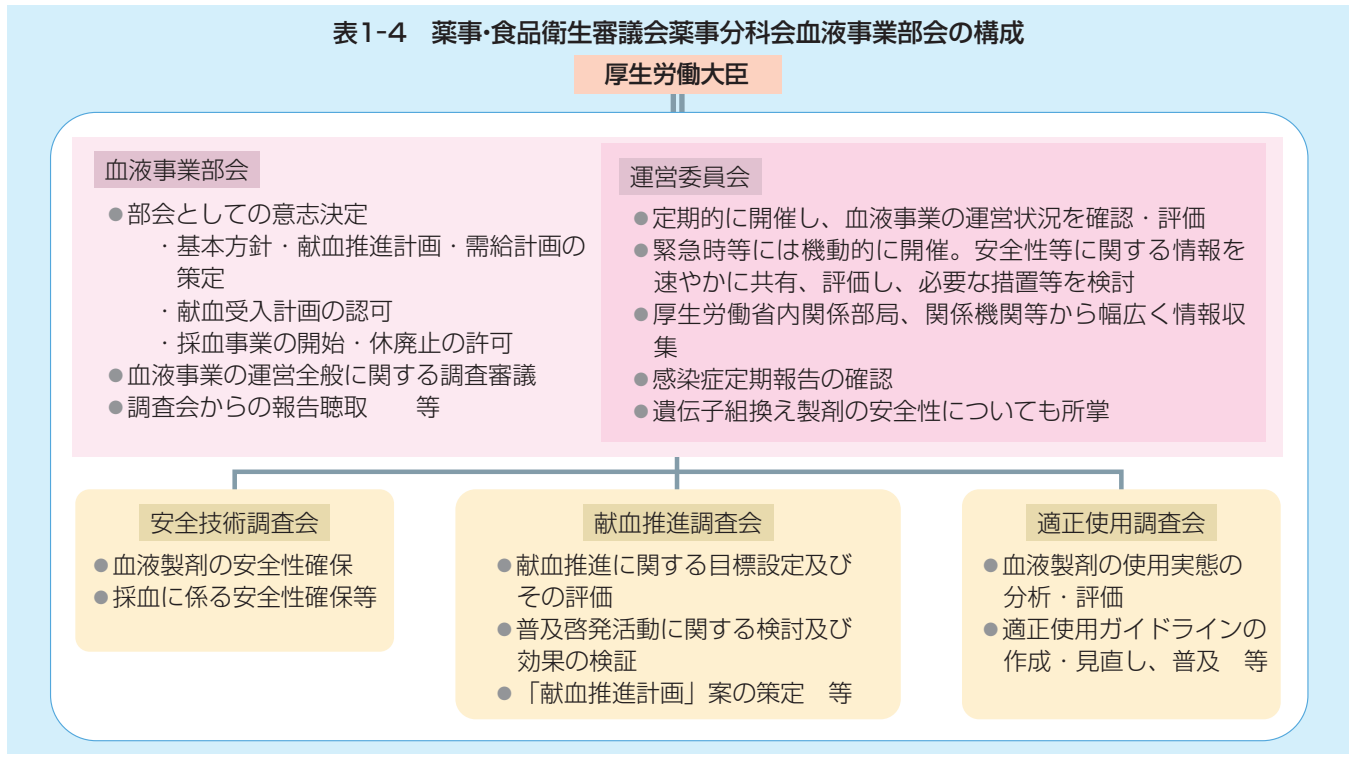 表1-4　薬事・食品衛生審議会薬事分科会血液事業部会の構成
厚生労働大臣
血液事業部会
●部会としての意志決定
・基本方針・献血推進計画・需給計画の
策定
・献血受入計画の認可
・採血事業の開始・休廃止の許可
●血液事業の運営全般に関する調査審議
●調査会からの報告聴取　　等
運営委員会
●定期的に開催し、血液事業の運営状況を確認・評価
●緊急時等には機動的に開催。安全性等に関する情報を
速やかに共有、評価し、必要な措置等を検討
●厚生労働省内関係部局、関係機関等から幅広く情報収
集
●感染症定期報告の確認
●遺伝子組換え製剤の安全性についても所掌
安全技術調査会
●血液製剤の安全性確保
●採血に係る安全性確保等
献血推進調査会
●献血推進に関する目標設定及び
その評価
●普及啓発活動に関する検討及び
効果の検証
●「献血推進計画」案の策定　等
適正使用調査会
●血液製剤の使用実態の
分析・評価
●適正使用ガイドラインの
作成・見直し、普及　等